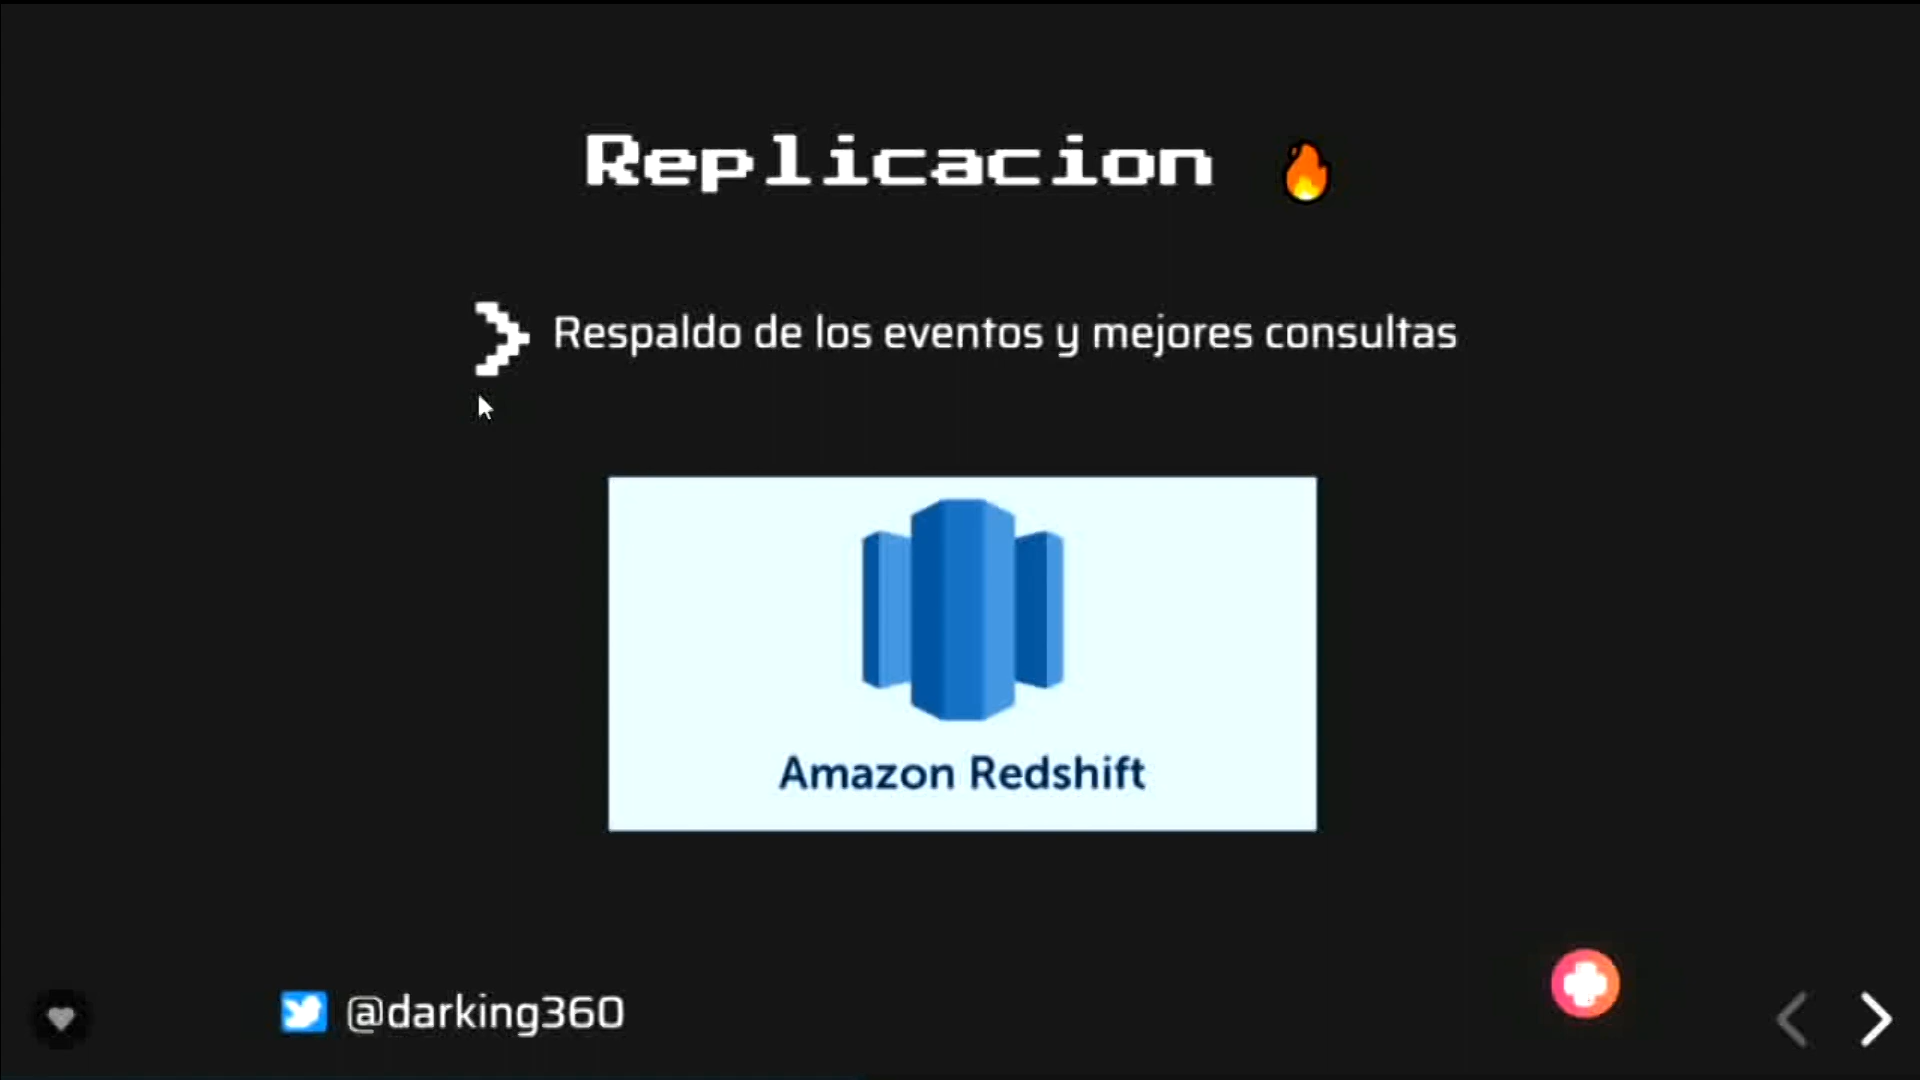 Replicacion 🔥
Respaldo de los eventos y mejores consultas
Amazon Redshift
@darking360